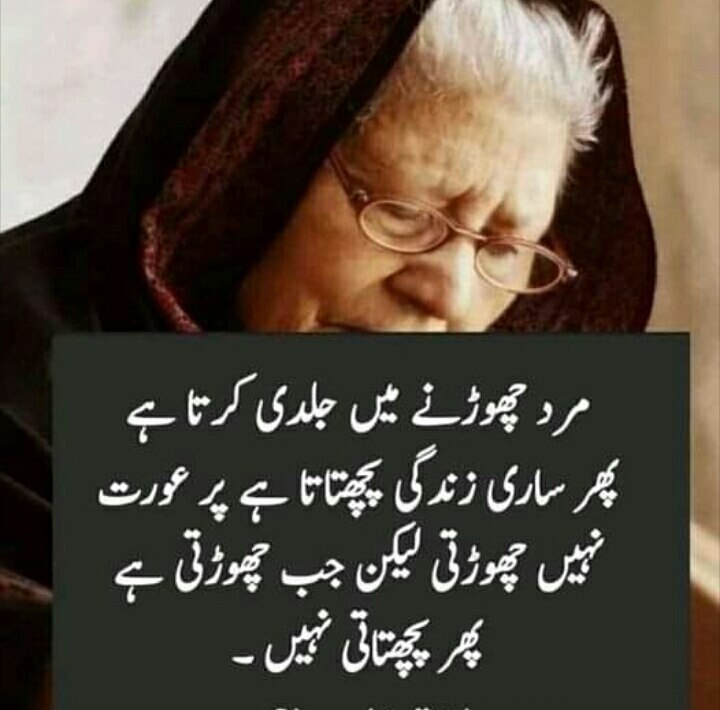 مرد چھوڑنے میں جلدی کرتا ہے
پھر ساری زندگی پچھتاتا ہے پر عورت
نہیں چھوڑتی لیکن جب چھوڑتی ہے
پھر پچھتاتی نہیں ۔